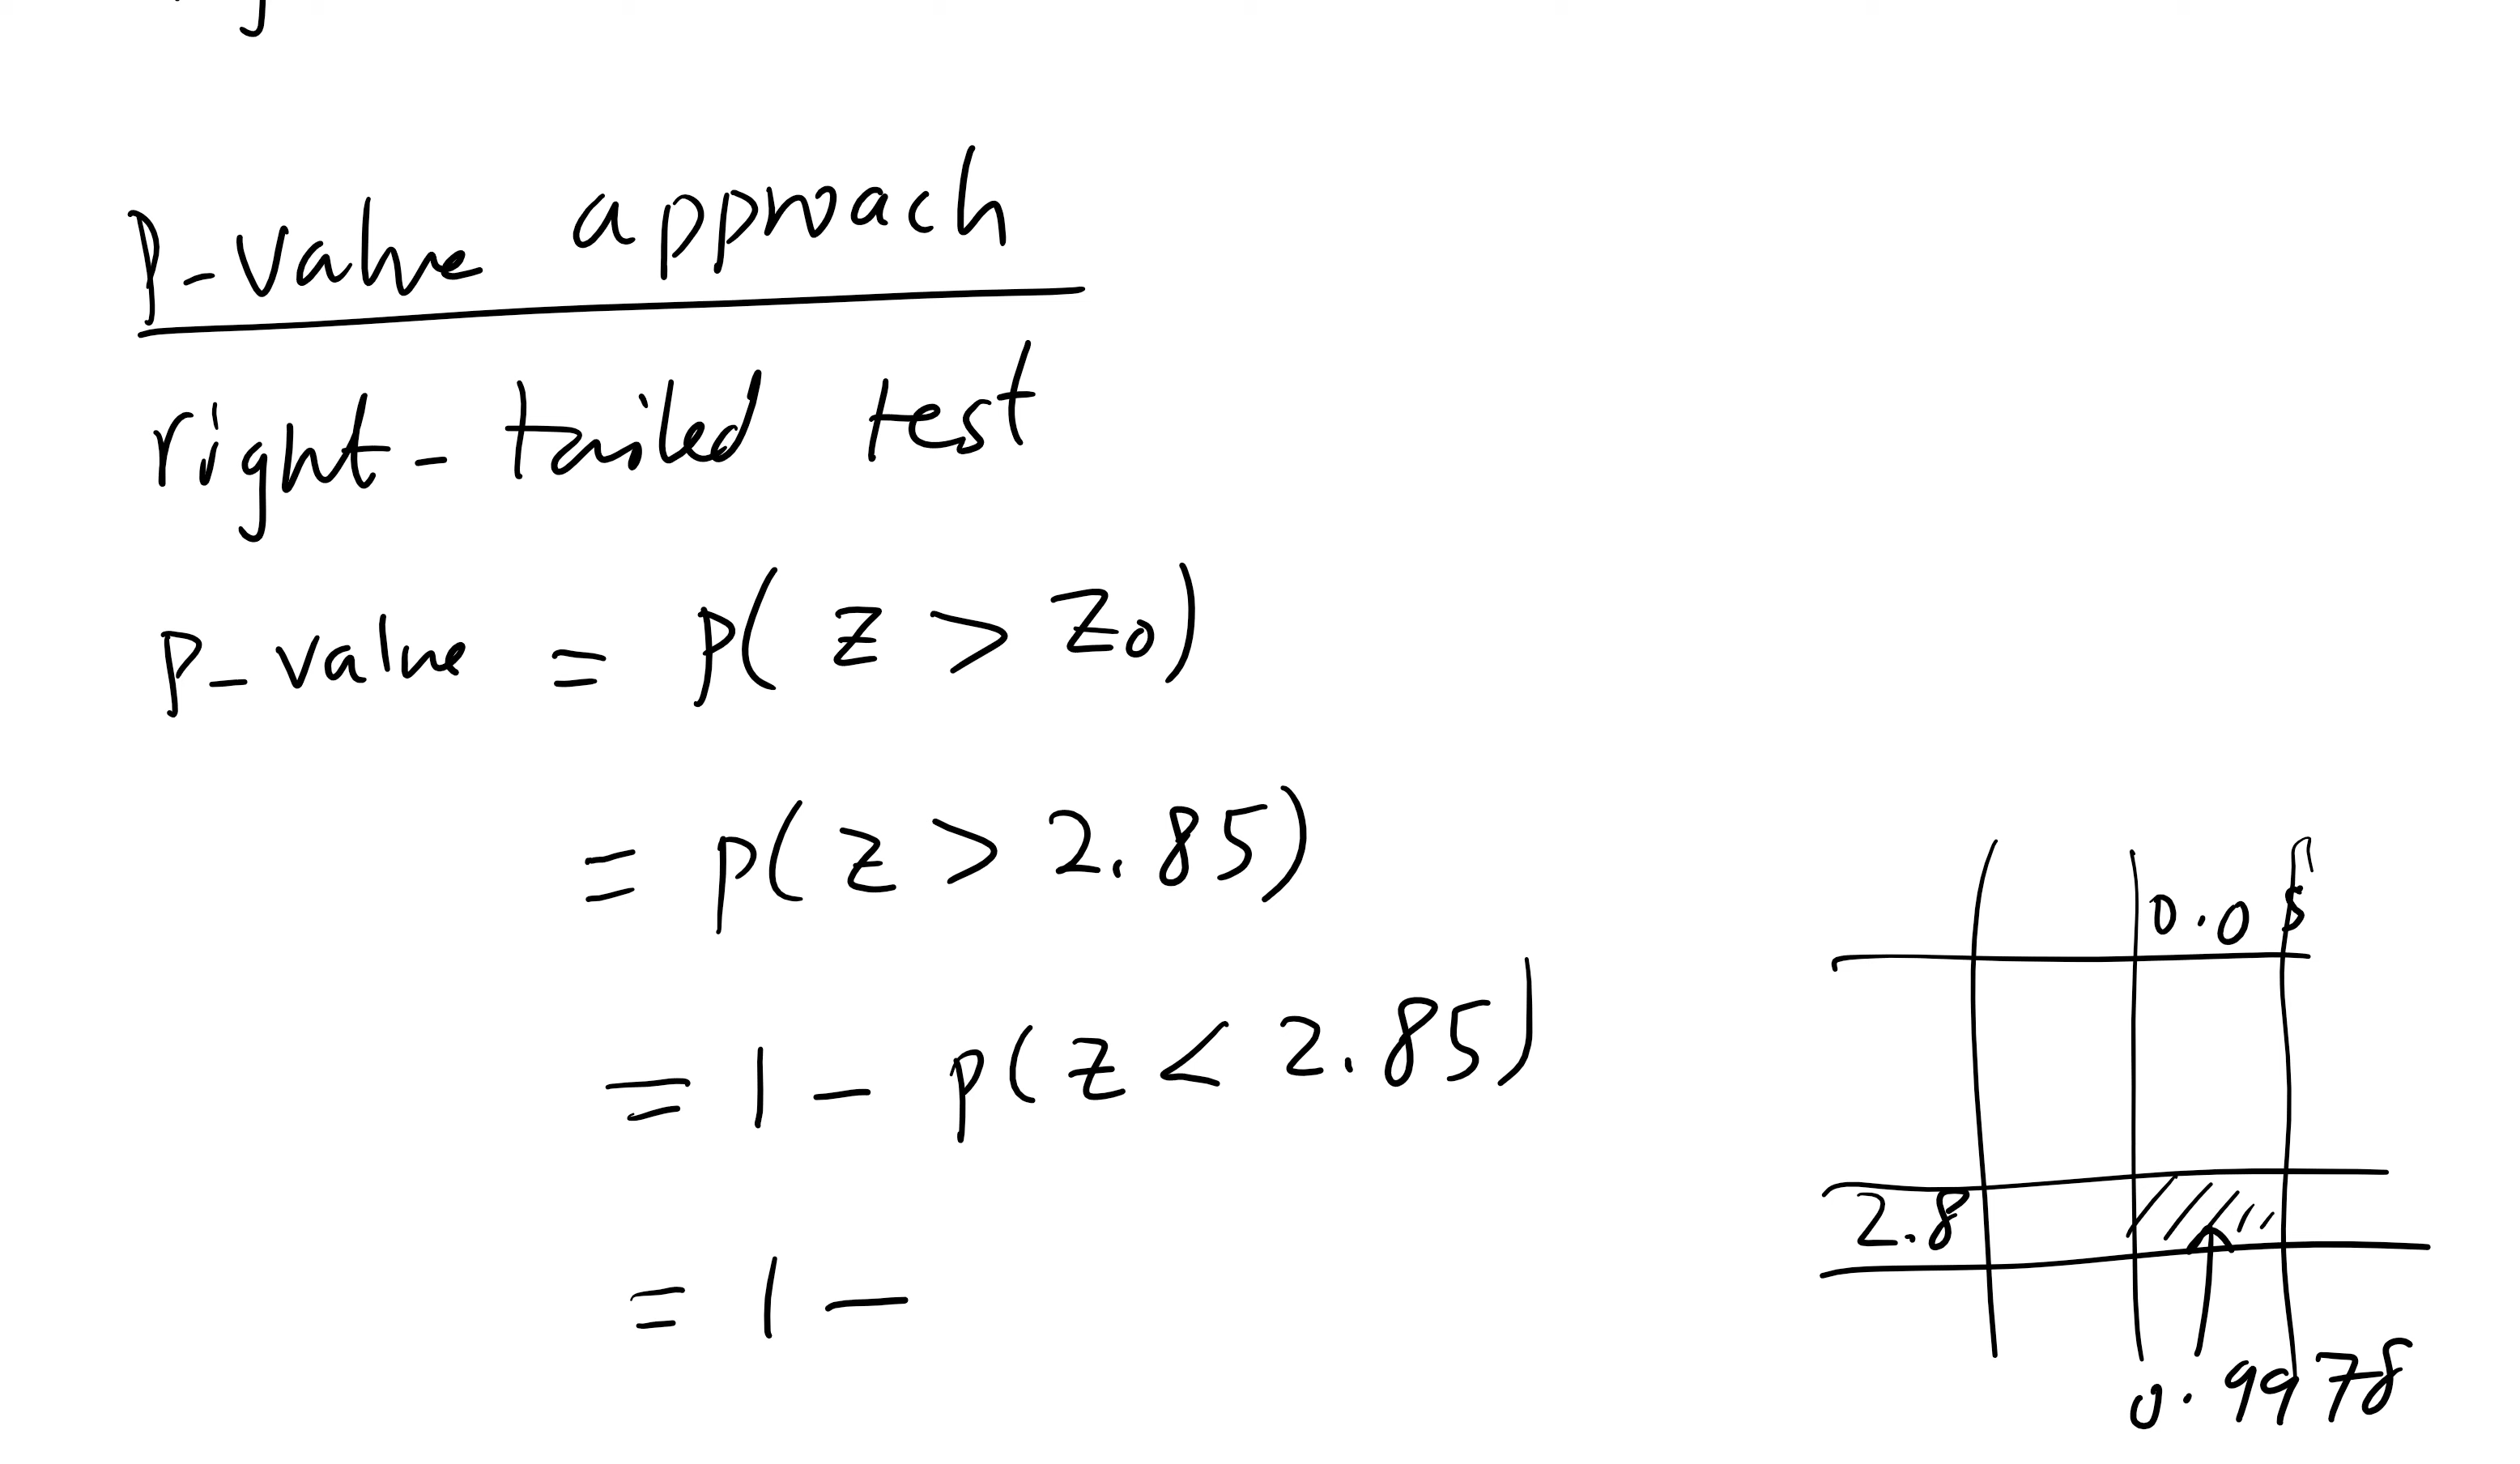 P-value approach
right-tailed test
P-value = p( z > z₀)
= p( z > 2.85)
= 1 - p( z < 2.85)
= 1 -
0.05
2.8
0.9978